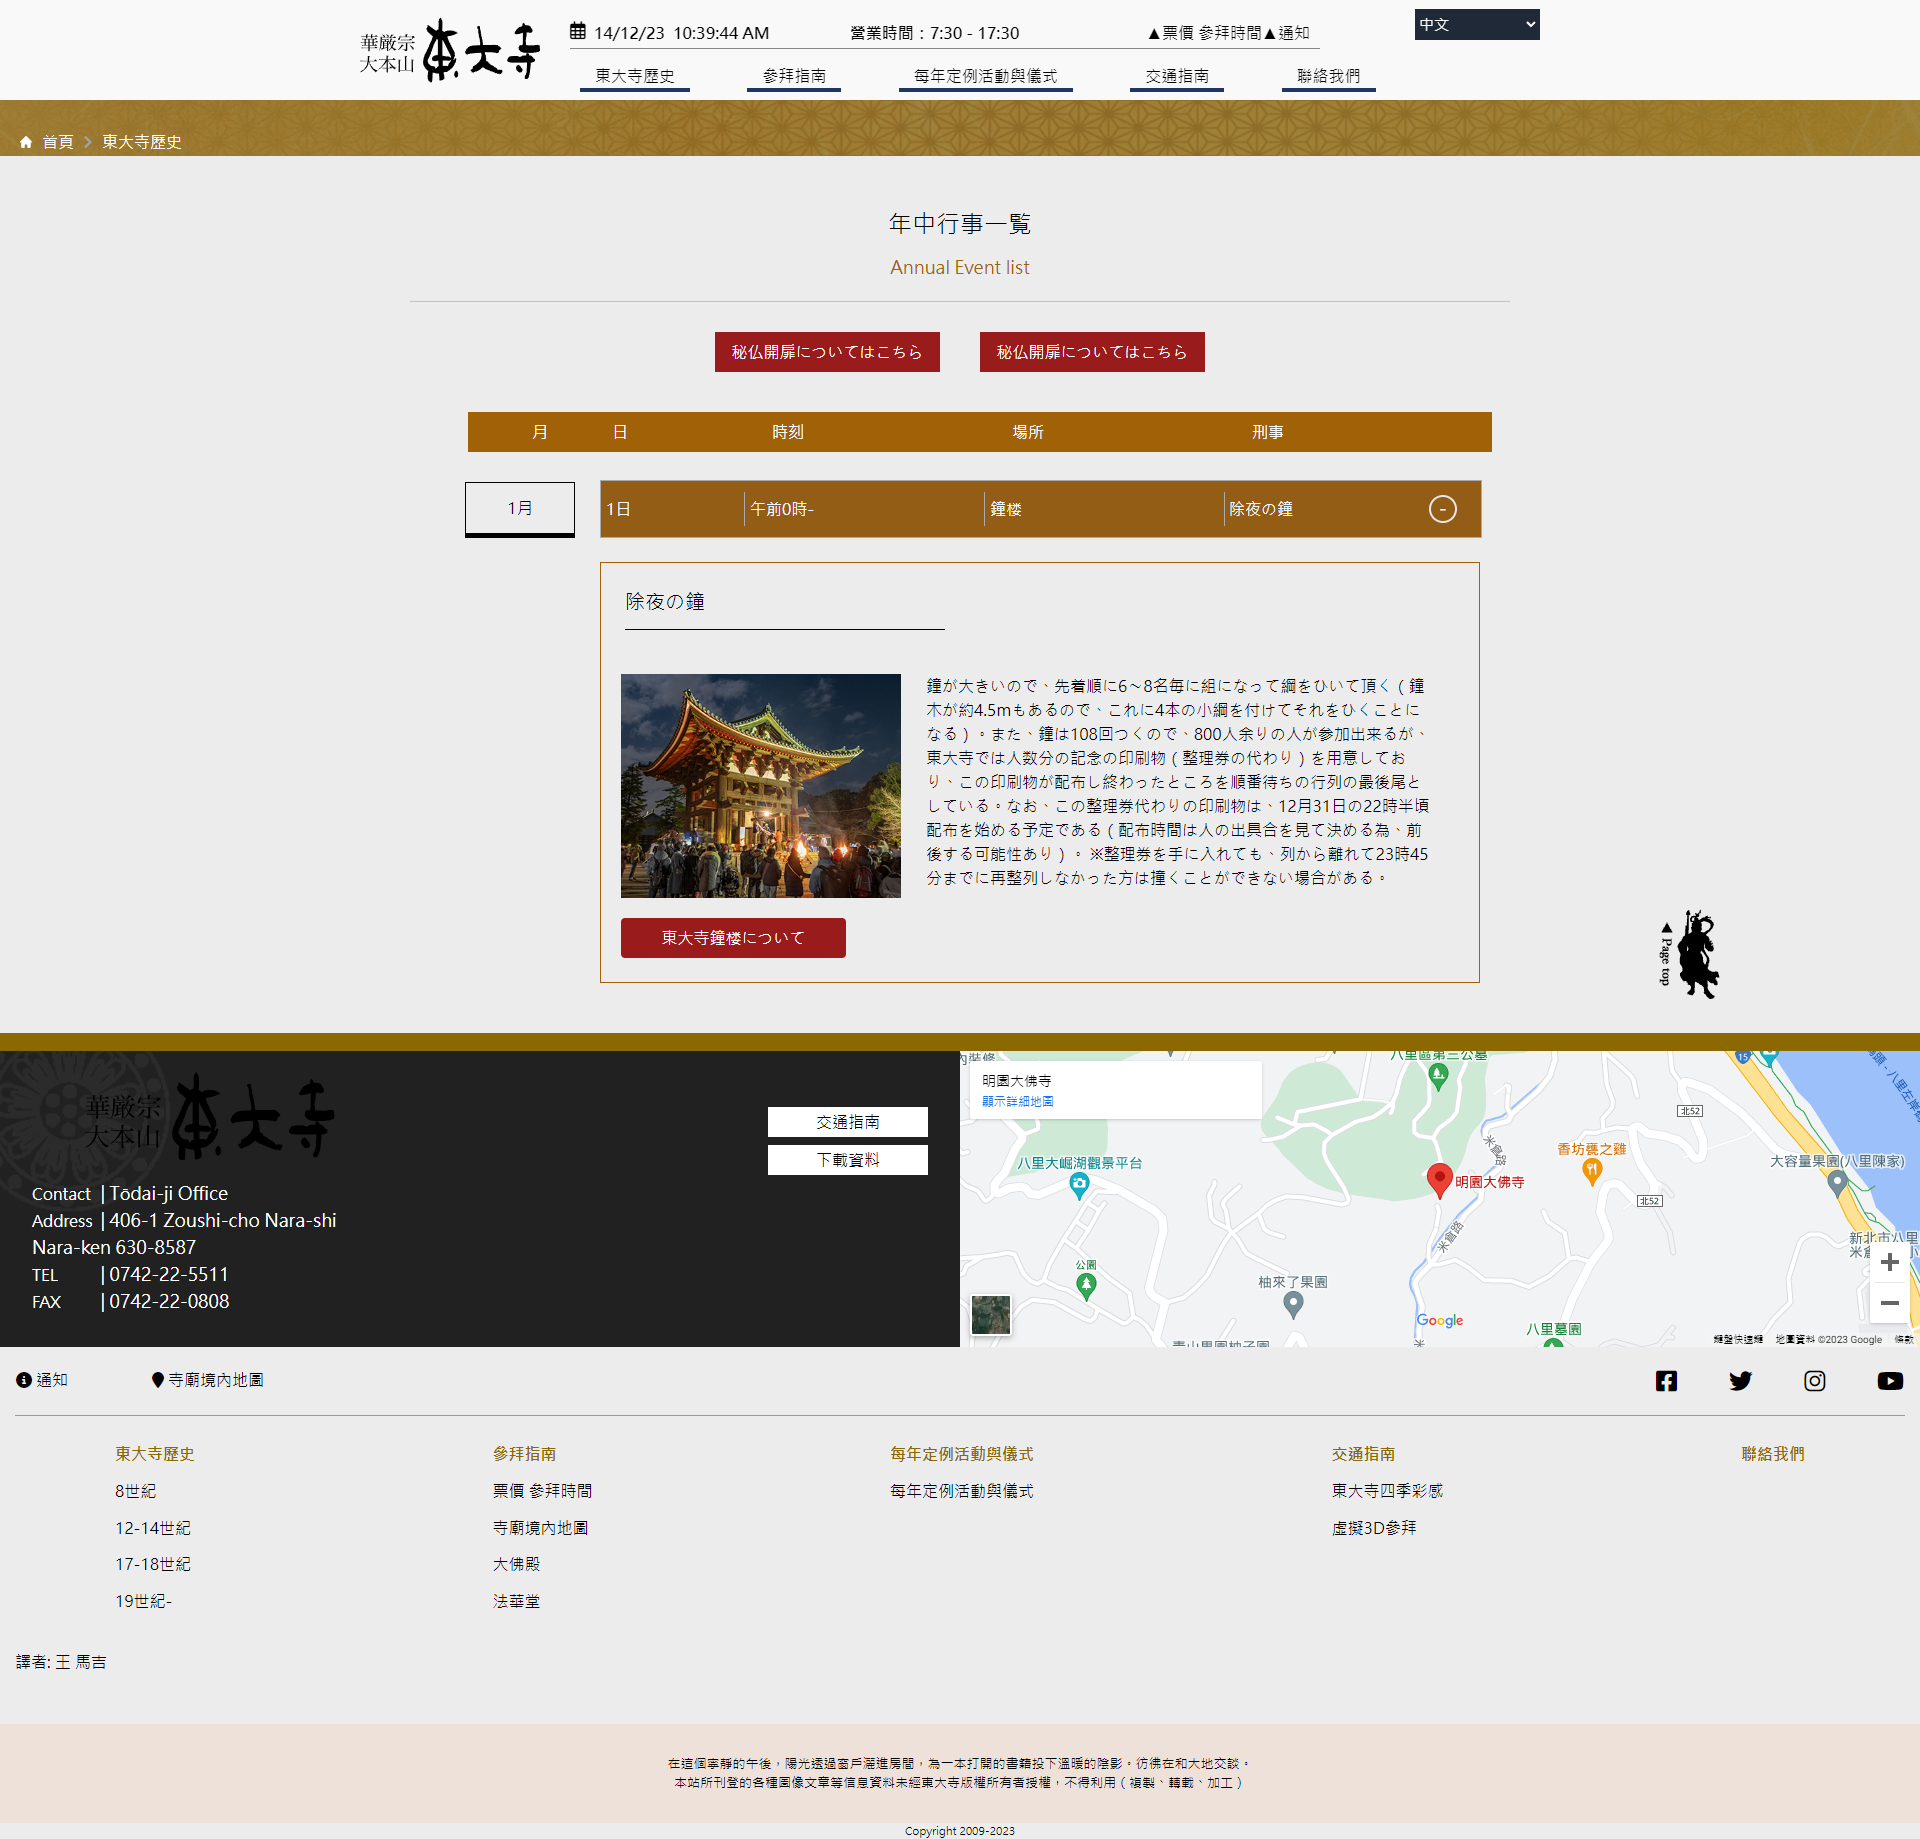 華厳宗
大本山
東大寺
14/12/23 10:39:44 AM
營業時間：7:30 - 17:30
▲票價 參拜時間▲通知
中文
東大寺歷史
參拜指南
每年定例活動與儀式
交通指南
聯絡我們
首頁 > 東大寺歷史
年中行事一覧
Annual Event list
秘仏開扉についてはこちら
秘仏開扉についてはこちら
月 日 時刻 場所 刑事
1月
1日 午前0時- 鐘楼 除夜の鐘 -
除夜の鐘
鐘が大きいので、先着順に6～8名毎に組になって綱をひいて頂く（鐘
木が約4.5mもあるので、これに4本の小綱を付けてそれをひくことに
なる）。また、鐘は108回つくので、800人余りの人が参加出来るが、
東大寺では人数分の記念の印刷物（整理券の代わり）を用意してお
り、この印刷物が配布し終わったところを順番待ちの行列の最後尾と
している。なお、この整理券代わりの印刷物は、12月31日の22時半頃
配布を始める予定である（配布時間は人の出具合を見て決める為、前
後する可能性あり）。 ※整理券を手に入れても、列から離れて23時45
分までに再整列しなかった方は撞くことができない場合がある。
東大寺鐘楼について
▲ Page top
華厳宗
大本山
東大寺
交通指南
下載資料
Contact | Tōdai-ji Office
Address | 406-1 Zoushi-cho Nara-shi
Nara-ken 630-8587
TEL | 0742-22-5511
FAX | 0742-22-0808
明園大佛寺
顯示詳細地圖
八里區第三公墓
15
北52
米倉路
香坊甕之雞
八里大崛湖觀景平台
大容量果園(八里陳家)
明園大佛寺
北52
米倉路
新北市八里
公園
柚來了果園
Google
八里墓園
鍵盤快速鍵 地圖資料 ©2023 Google 條款
通知
寺廟境內地圖
東大寺歷史
8世紀
12-14世紀
17-18世紀
19世紀-
參拜指南
票價 參拜時間
寺廟境內地圖
大佛殿
法華堂
每年定例活動與儀式
每年定例活動與儀式
交通指南
東大寺四季彩感
虛擬3D參拜
聯絡我們
譯者: 王 馬吉
在這個寧靜的午後，陽光透過窗戶灑進房間，為一本打開的書籍投下溫暖的陰影。彷彿在和大地交談。
本站所刊登的各種圖像文章等信息資料未經東大寺版權所有者授權，不得利用（複製、轉載、加工）
Copyright 2009-2023